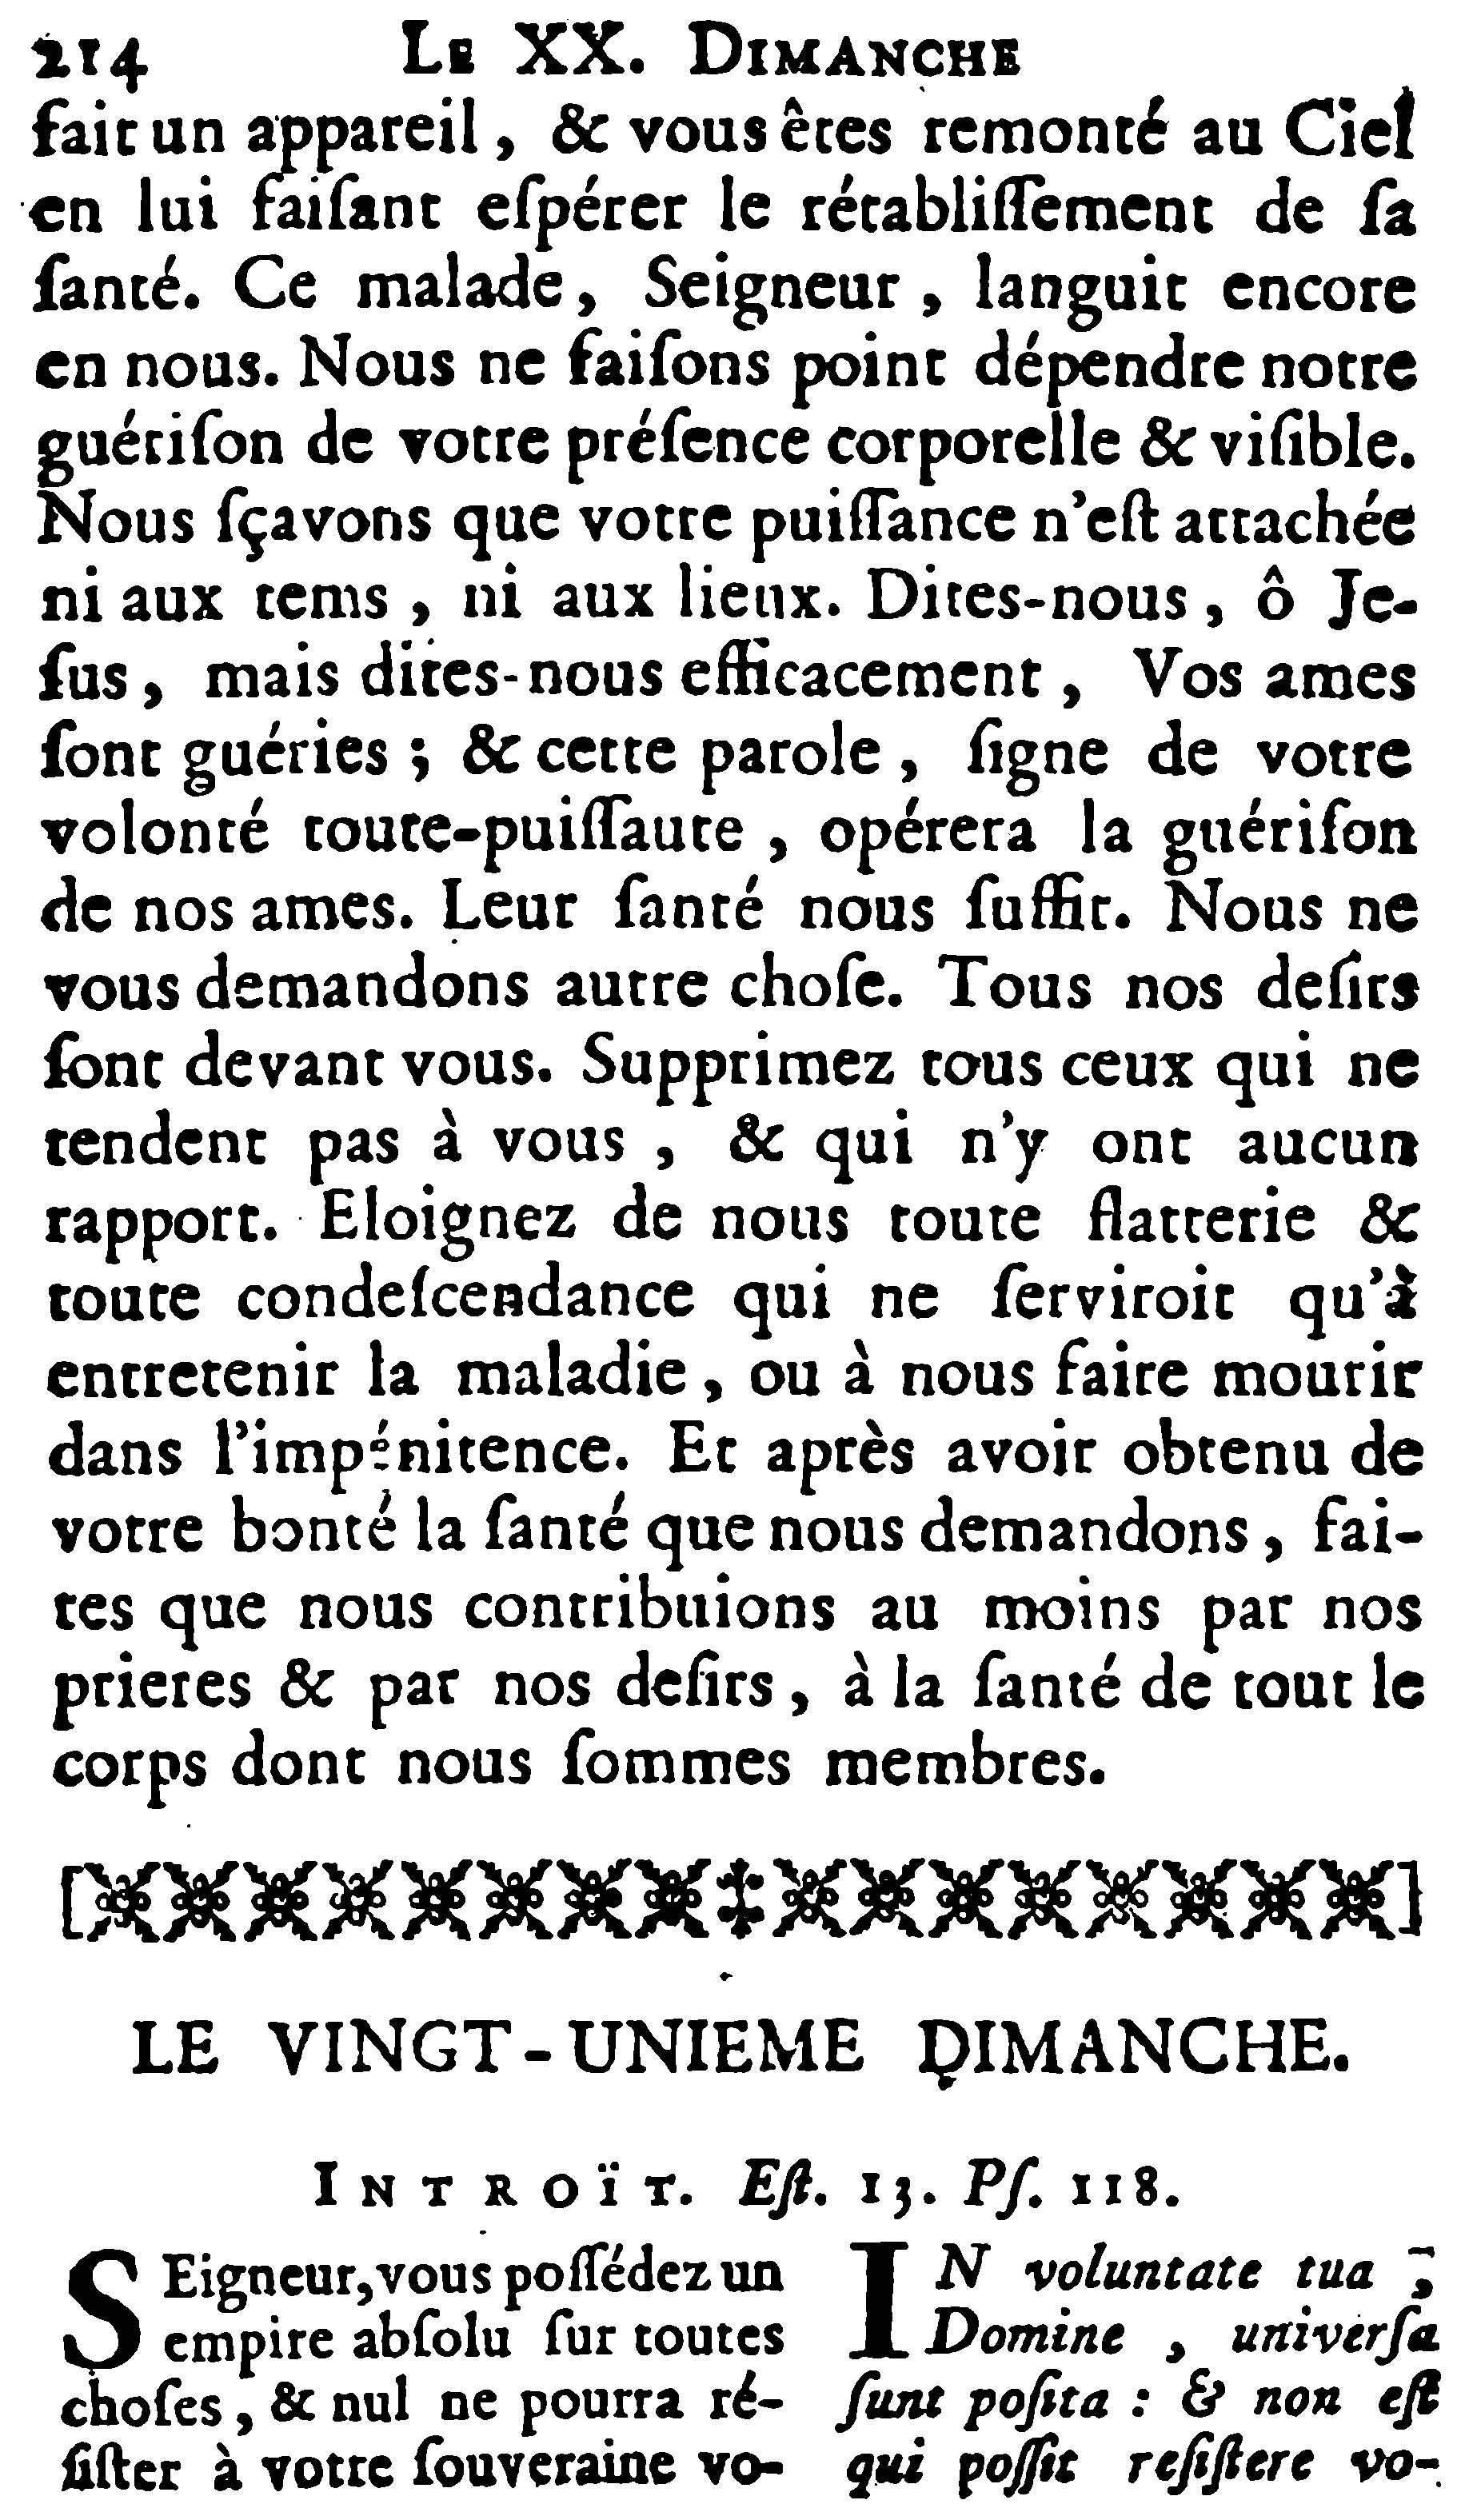 214 LE XX. DIMANCHE
fait un appareil, & vous êtes remonté au Ciel
en lui faiſant eſpérer le rétabliſſement de ſa
ſanté. Ce malade, Seigneur, languit encore
en nous. Nous ne faiſons point dépendre notre
guériſon de votre préſence corporelle & viſible.
Nous ſçavons que votre puiſſance n'eſt attachée
ni aux tems, ni aux lieux. Dites-nous, ô Je-
ſus, mais dites-nous efficacement, Vos ames
ſont guéries; & cette parole, ſigne de votre
volonté toute-puiſſaute, opérera la guériſon
de nos ames. Leur ſanté nous ſuffit. Nous ne
vous demandons autre choſe. Tous nos deſirs
ſont devant vous. Supprimez tous ceux qui ne
tendent pas à vous, & qui n'y ont aucun
rapport. Eloignez de nous toute flatterie &
toute condeſcendance qui ne ſerviroit qu'à
entretenir la maladie, ou à nous faire mourir
dans l'impénitence. Et après avoir obtenu de
votre bonté la ſanté que nous demandons, fai-
tes que nous contribuions au moins par nos
prieres & par nos deſirs, à la ſanté de tout le
corps dont nous ſommes membres.
LE VINGT-UNIEME DIMANCHE.
INTROÏT. Eſt. 13. Pſ. 118.
SEigneur, vous poſſédez un
empire abſolu ſur toutes
choſes, & nul ne pourra ré-
ſiſter à votre ſouveraine vo-
IN voluntate tua,
Domine, univerſa
ſunt poſita: & non eſt
qui poſſit reſiſtere vo-